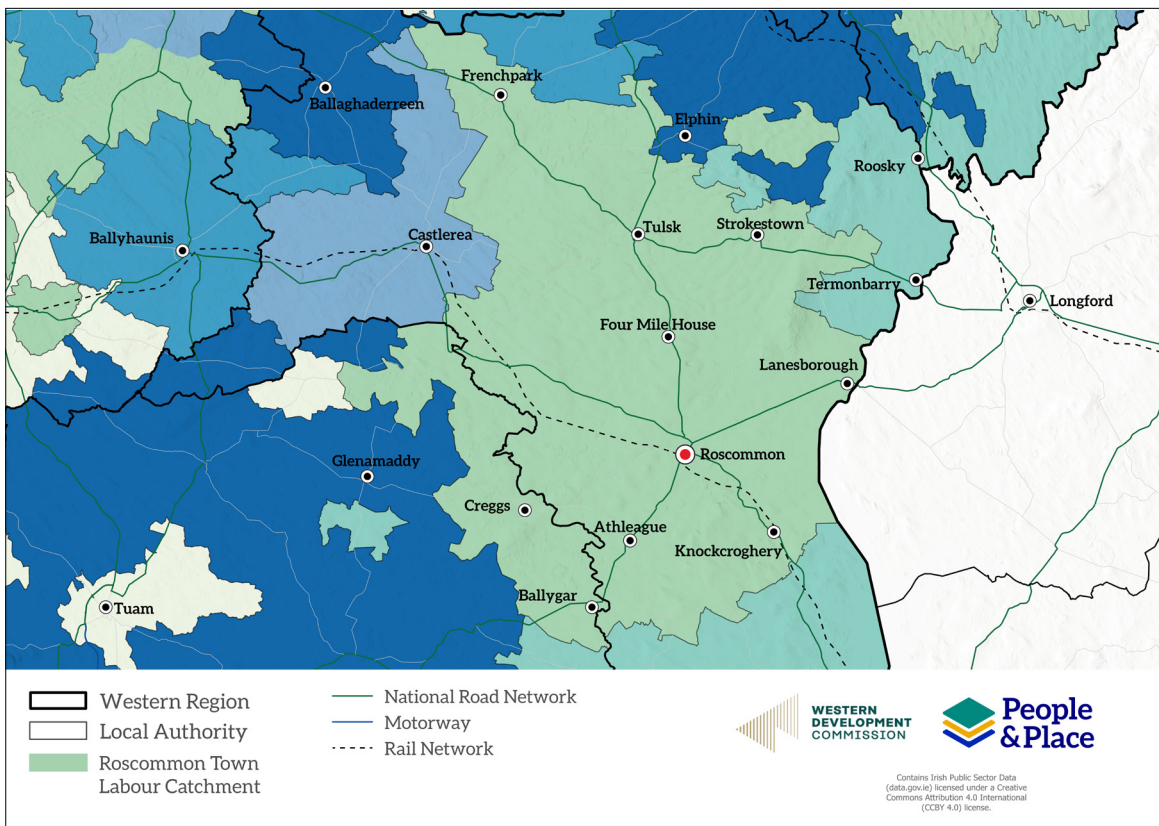 Frenchpark
Ballaghaderreen
Elphin
Roosky
Ballyhaunis
Castlerea
Tulsk
Strokestown
Termonbarry
Longford
Four Mile House
Lanesborough
Roscommon
Glenamaddy
Creggs
Athleague
Knockcroghery
Tuam
Ballygar
Western Region
Local Authority
Roscommon Town
Labour Catchment
National Road Network
Motorway
Rail Network
WESTERN
DEVELOPMENT
COMMISSION
People
&Place
Contains Irish Public Sector Data
(data.gov.ie) licensed under a Creative
Commons Attribution 4.0 International
(CCBY 4.0) license.